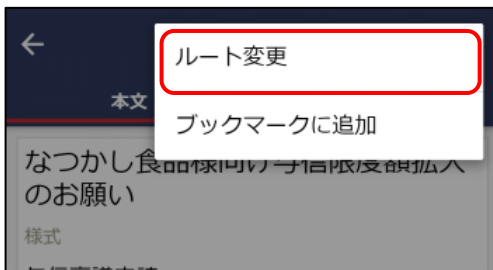 ルート変更
本文
ブックマークに追加
なつかし食品様向け与信限度額拡大
のお願い
様式